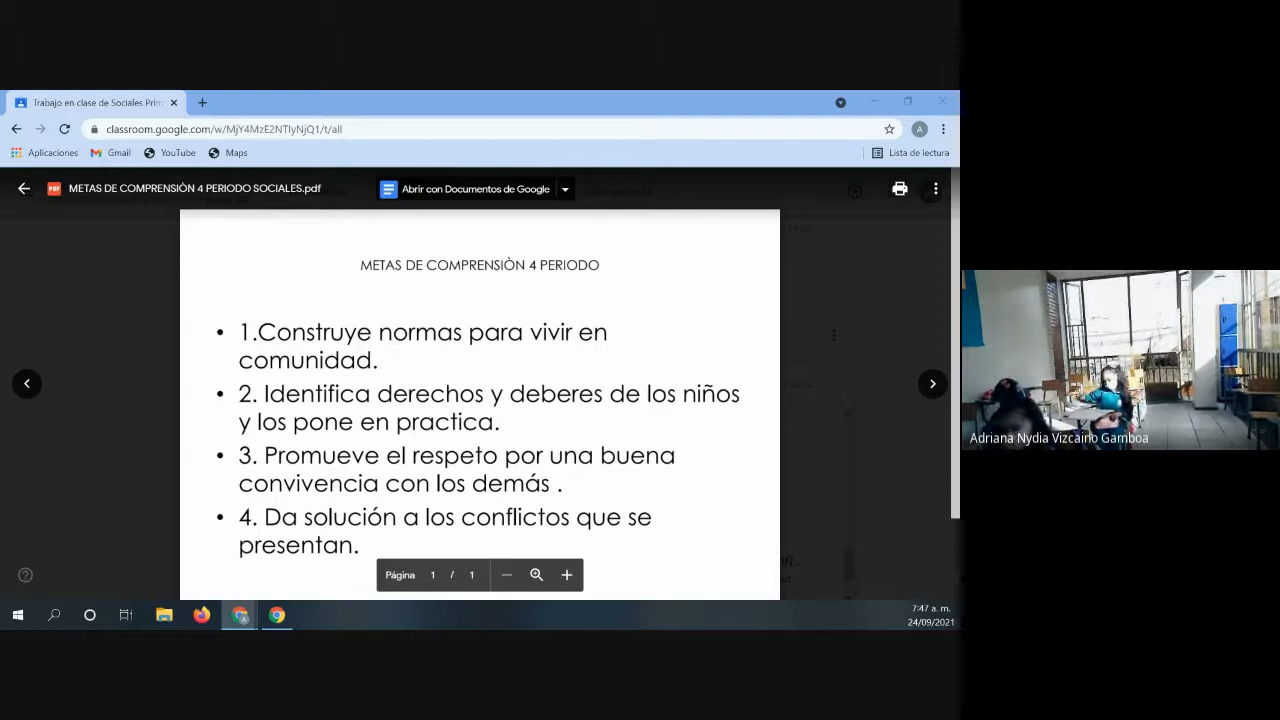 Trabajo en clase de Sociales Prim
classroom.google.com/w/MjY4MzE2NTIyNjQ1/t/all
Aplicaciones Gmail YouTube Maps Lista de lectura
METAS DE COMPRENSIÒN 4 PERIODO SOCIALES.pdf Abrir con Documentos de Google
METAS DE COMPRENSIÒN 4 PERIODO
• 1.Construye normas para vivir en
comunidad.
• 2. Identifica derechos y deberes de los niños
y los pone en practica.
• 3. Promueve el respeto por una buena
convivencia con los demás .
• 4. Da solución a los conflictos que se
presentan.
Página 1 / 1
Adriana Nydia Vizcaino Gamboa
7:47 a. m.
24/09/2021